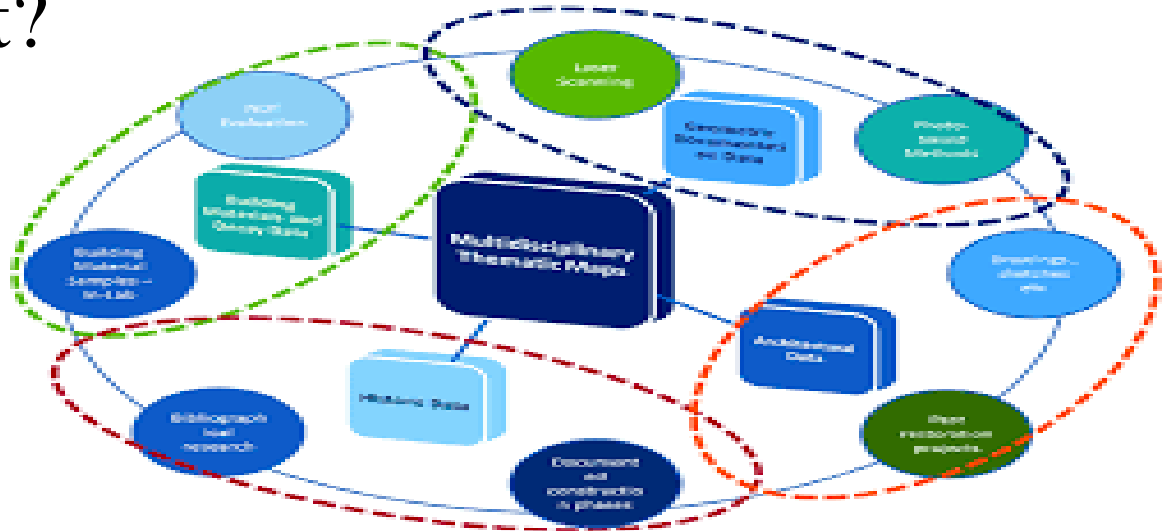 t?
Laser
Scanning
NDT
Evaluation
Geometric
Documentati
on Data
Photo-
based
Methods
Building
Materials and
Decay Data
Multidisciplinary
Thematic Maps
Building
Material
Samples –
In-Lab
Drawings,
sketches
etc
Architectural
Data
Historic Data
Bibliograph
ical
research
Past
restoration
projects
Document
ed
constructio
n phases